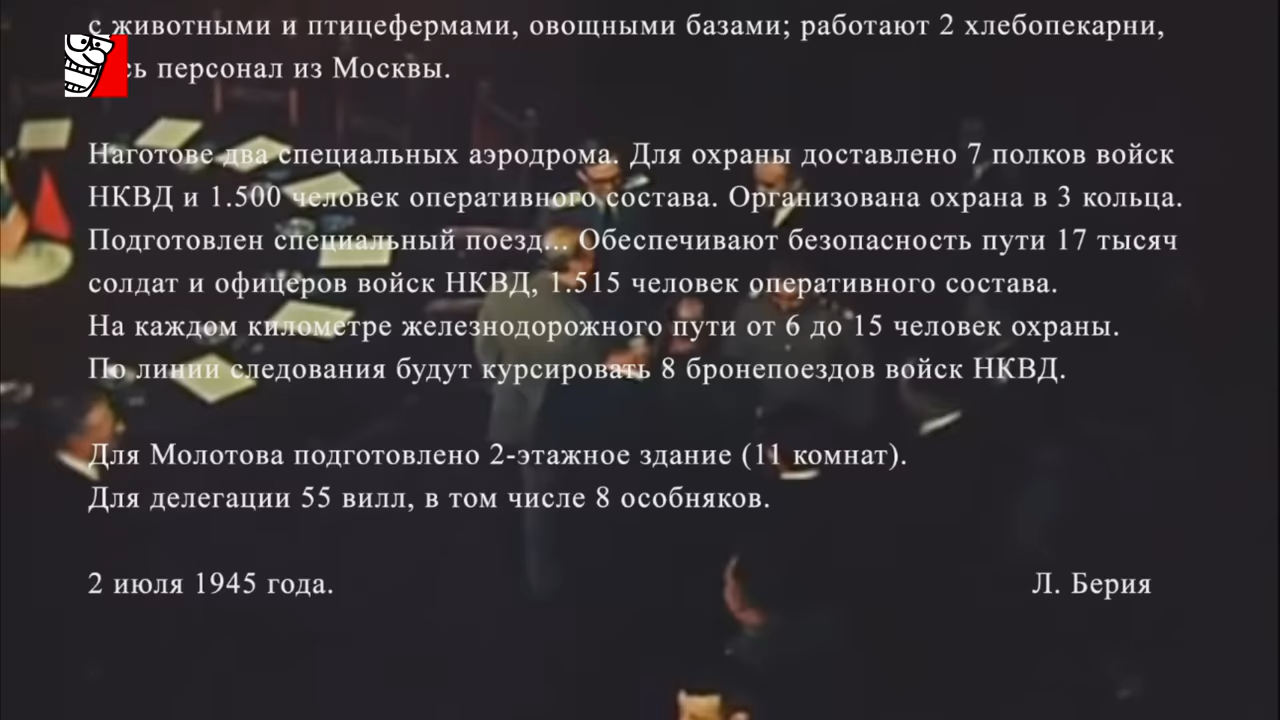 с животными и птицефермами, овощными базами; работают 2 хлебопекарни,
персонал из Москвы.
Наготове два специальных аэродрома. Для охраны доставлено 7 полков войск
НКВД и 1.500 человек оперативного состава. Организована охрана в 3 кольца.
Подготовлен специальный поезд... Обеспечивают безопасность пути 17 тысяч
солдат и офицеров войск НКВД, 1.515 человек оперативного состава.
На каждом километре железнодорожного пути от 6 до 15 человек охраны.
По линии следования будут курсировать 8 бронепоездов войск НКВД.
Для Молотова подготовлено 2-этажное здание (11 комнат).
Для делегации 55 вилл, в том числе 8 особняков.
2 июля 1945 года. Л. Берия